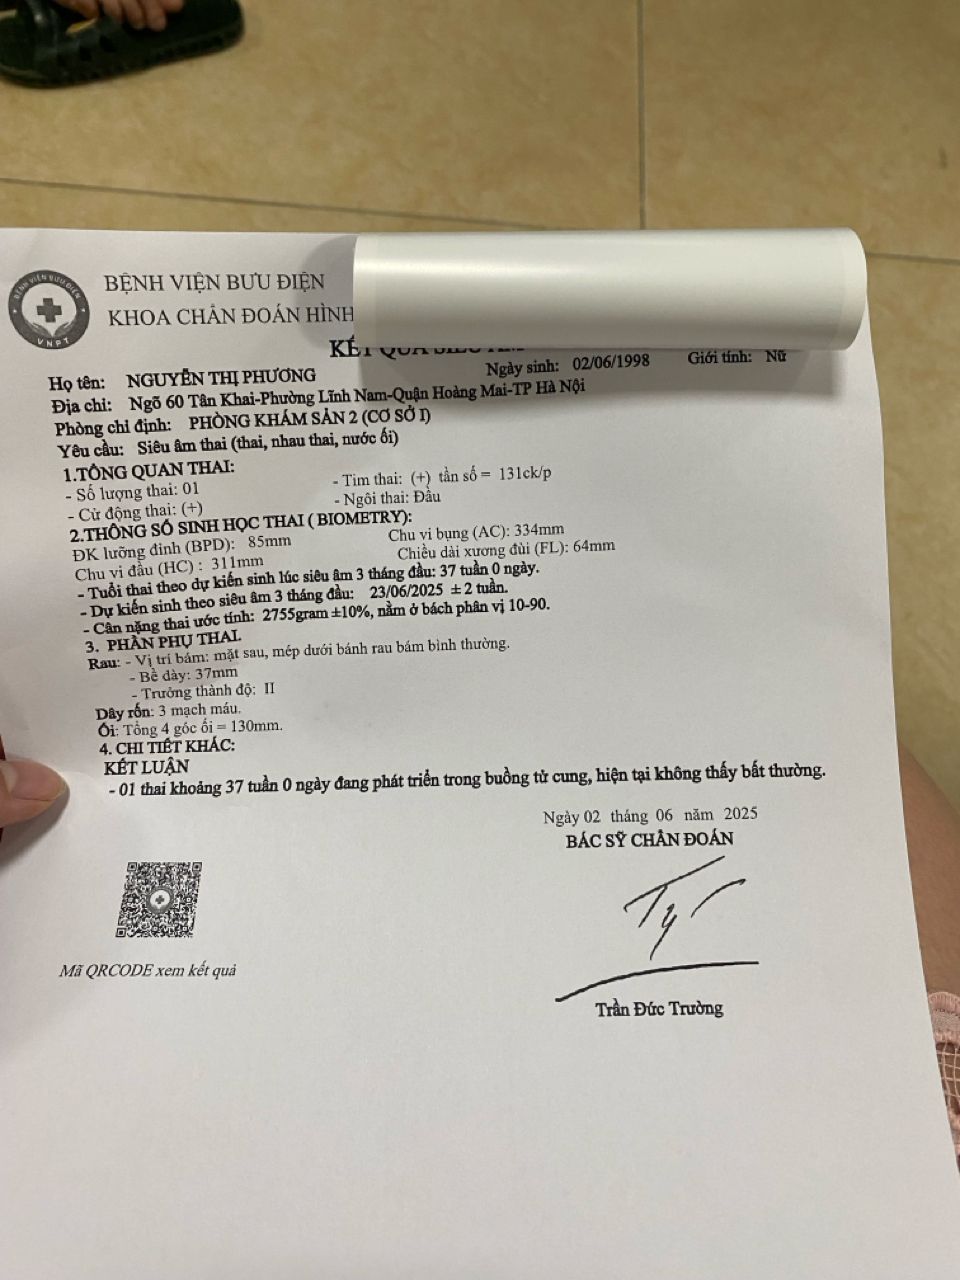 BỆNH VIỆN BƯU ĐIỆN
KHOA CHẨN ĐOÁN HÌNH
BỆNH VIỆN BƯU ĐIỆN
VNPT
KẾT QUẢ SIÊU ÂM
Họ tên: NGUYỄN THỊ PHƯƠNG Ngày sinh: 02/06/1998 Giới tính: Nữ
Địa chỉ: Ngõ 60 Tân Khai-Phường Lĩnh Nam-Quận Hoàng Mai-TP Hà Nội
Phòng chỉ định: PHÒNG KHÁM SẢN 2 (CƠ SỞ I)
Yêu cầu: Siêu âm thai (thai, nhau thai, nước ối)
1.TỔNG QUAN THAI:
- Số lượng thai: 01 - Tim thai: (+) tần số = 131ck/p
- Cử động thai: (+) - Ngôi thai: Đầu
2.THÔNG SỐ SINH HỌC THAI ( BIOMETRY):
ĐK lưỡng đỉnh (BPD): 85mm Chu vi bụng (AC): 334mm
Chu vi đầu (HC) : 311mm Chiều dài xương đùi (FL): 64mm
- Tuổi thai theo dự kiến sinh lúc siêu âm 3 tháng đầu: 37 tuần 0 ngày.
- Dự kiến sinh theo siêu âm 3 tháng đầu: 23/06/2025 ± 2 tuần.
- Cân nặng thai ước tính: 2755gram ±10%, nằm ở bách phân vị 10-90.
3. PHẦN PHỤ THAI
Rau: - Vị trí bám: mặt sau, mép dưới bánh rau bám bình thường.
- Bề dày: 37mm
- Trưởng thành độ: II
Dây rốn: 3 mạch máu.
Ối: Tổng 4 góc ối = 130mm.
4. CHI TIẾT KHÁC:
KẾT LUẬN
- 01 thai khoảng 37 tuần 0 ngày đang phát triển trong buồng tử cung, hiện tại không thấy bất thường.
Ngày 02 tháng 06 năm 2025
BÁC SỸ CHẨN ĐOÁN
Trần Đức Trường
Mã QRCODE xem kết quả